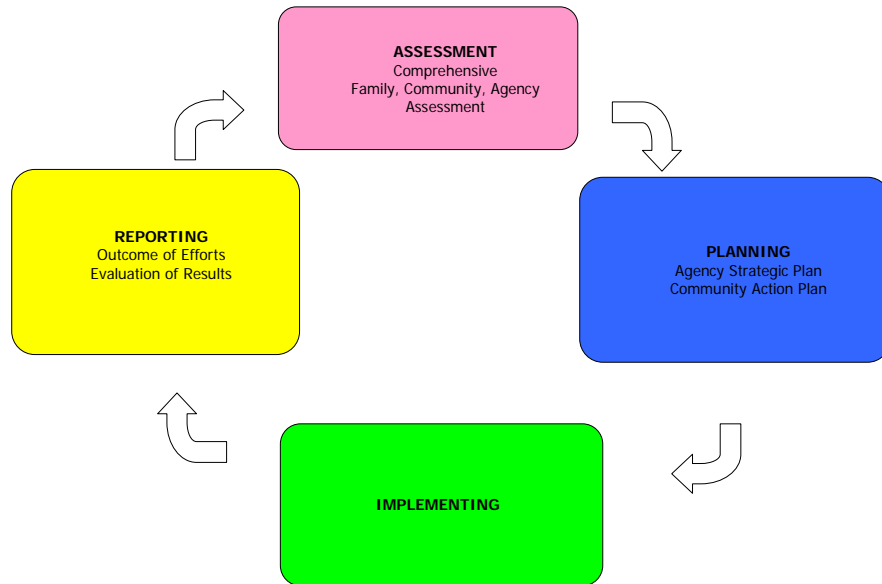 ASSESSMENT
Comprehensive
Family, Community, Agency
Assessment
REPORTING
Outcome of Efforts
Evaluation of Results
PLANNING
Agency Strategic Plan
Community Action Plan
IMPLEMENTING